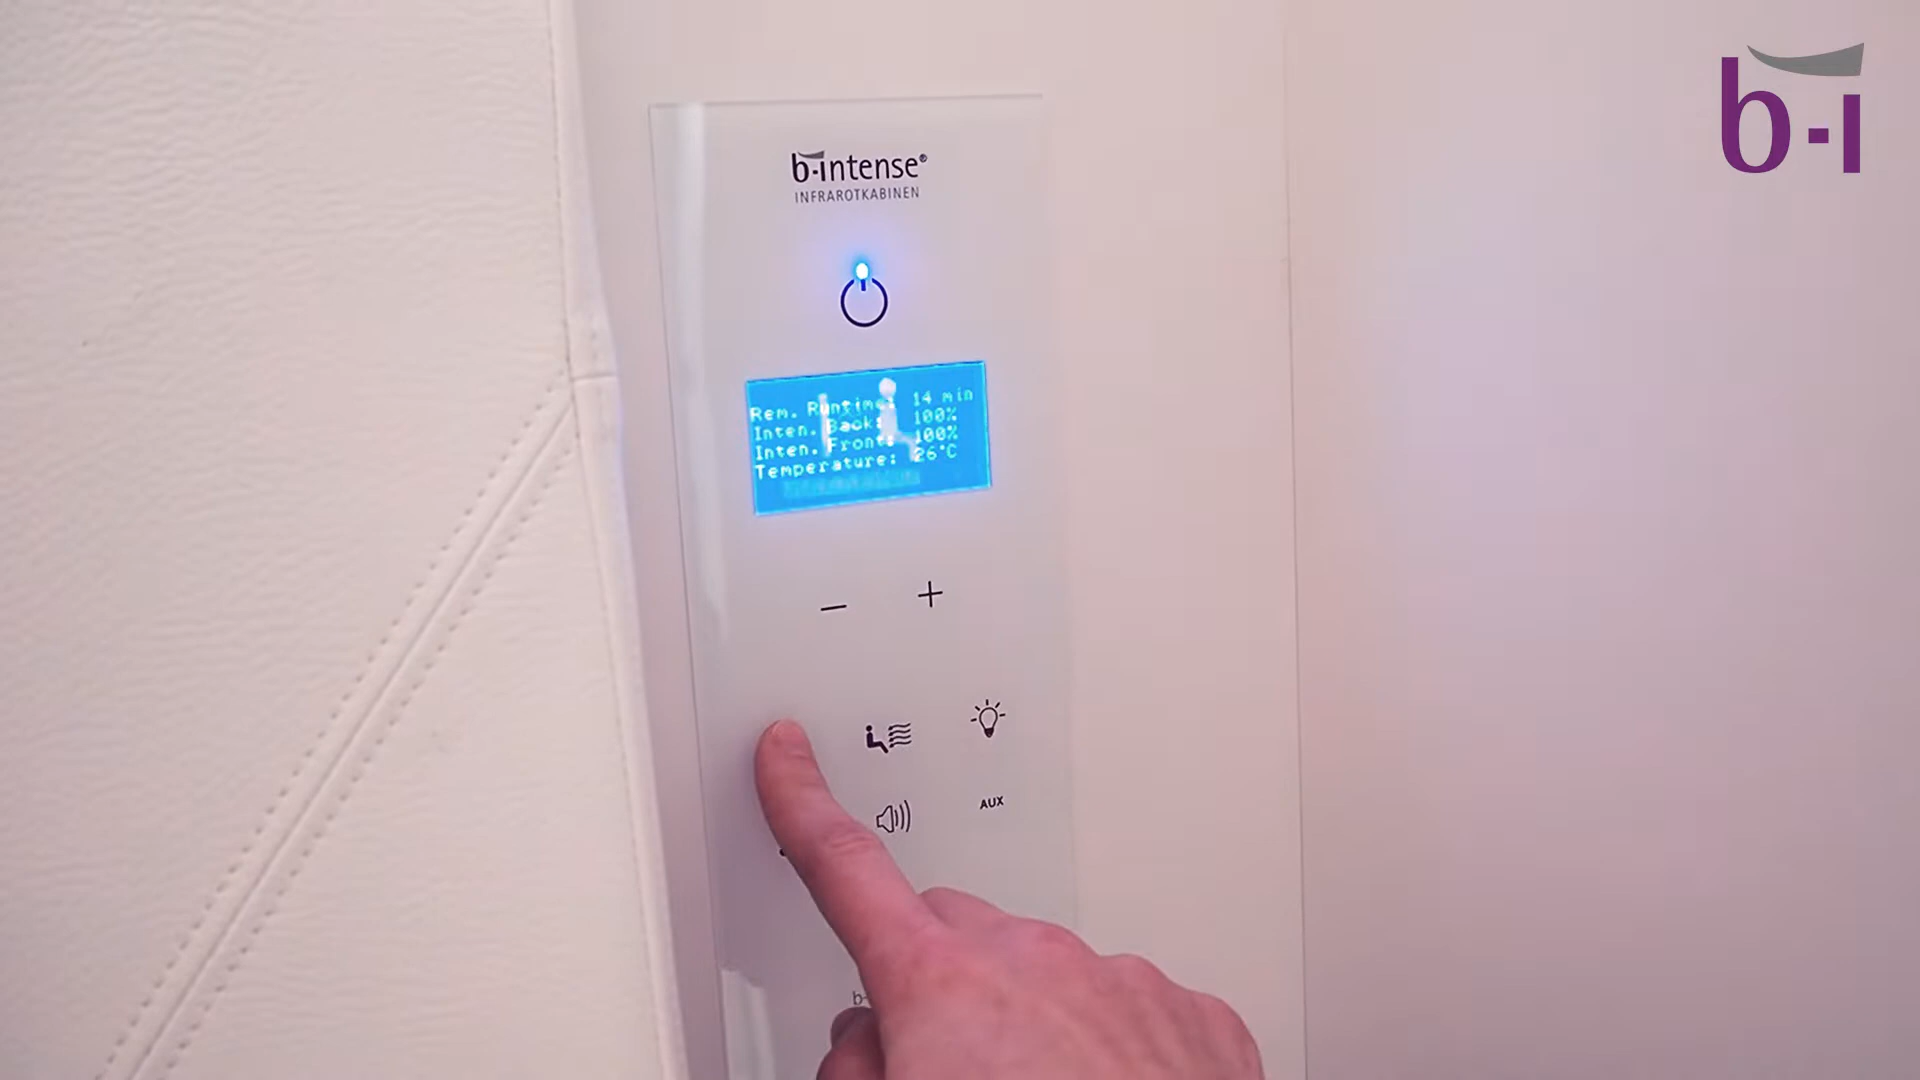 b-i
b-intense®
INFRAROTKABINEN
Rem. Runtime: 14 min
Inten. Back: 100%
Inten. Front: 100%
Temperature: 26°C
− +
AUX
b-